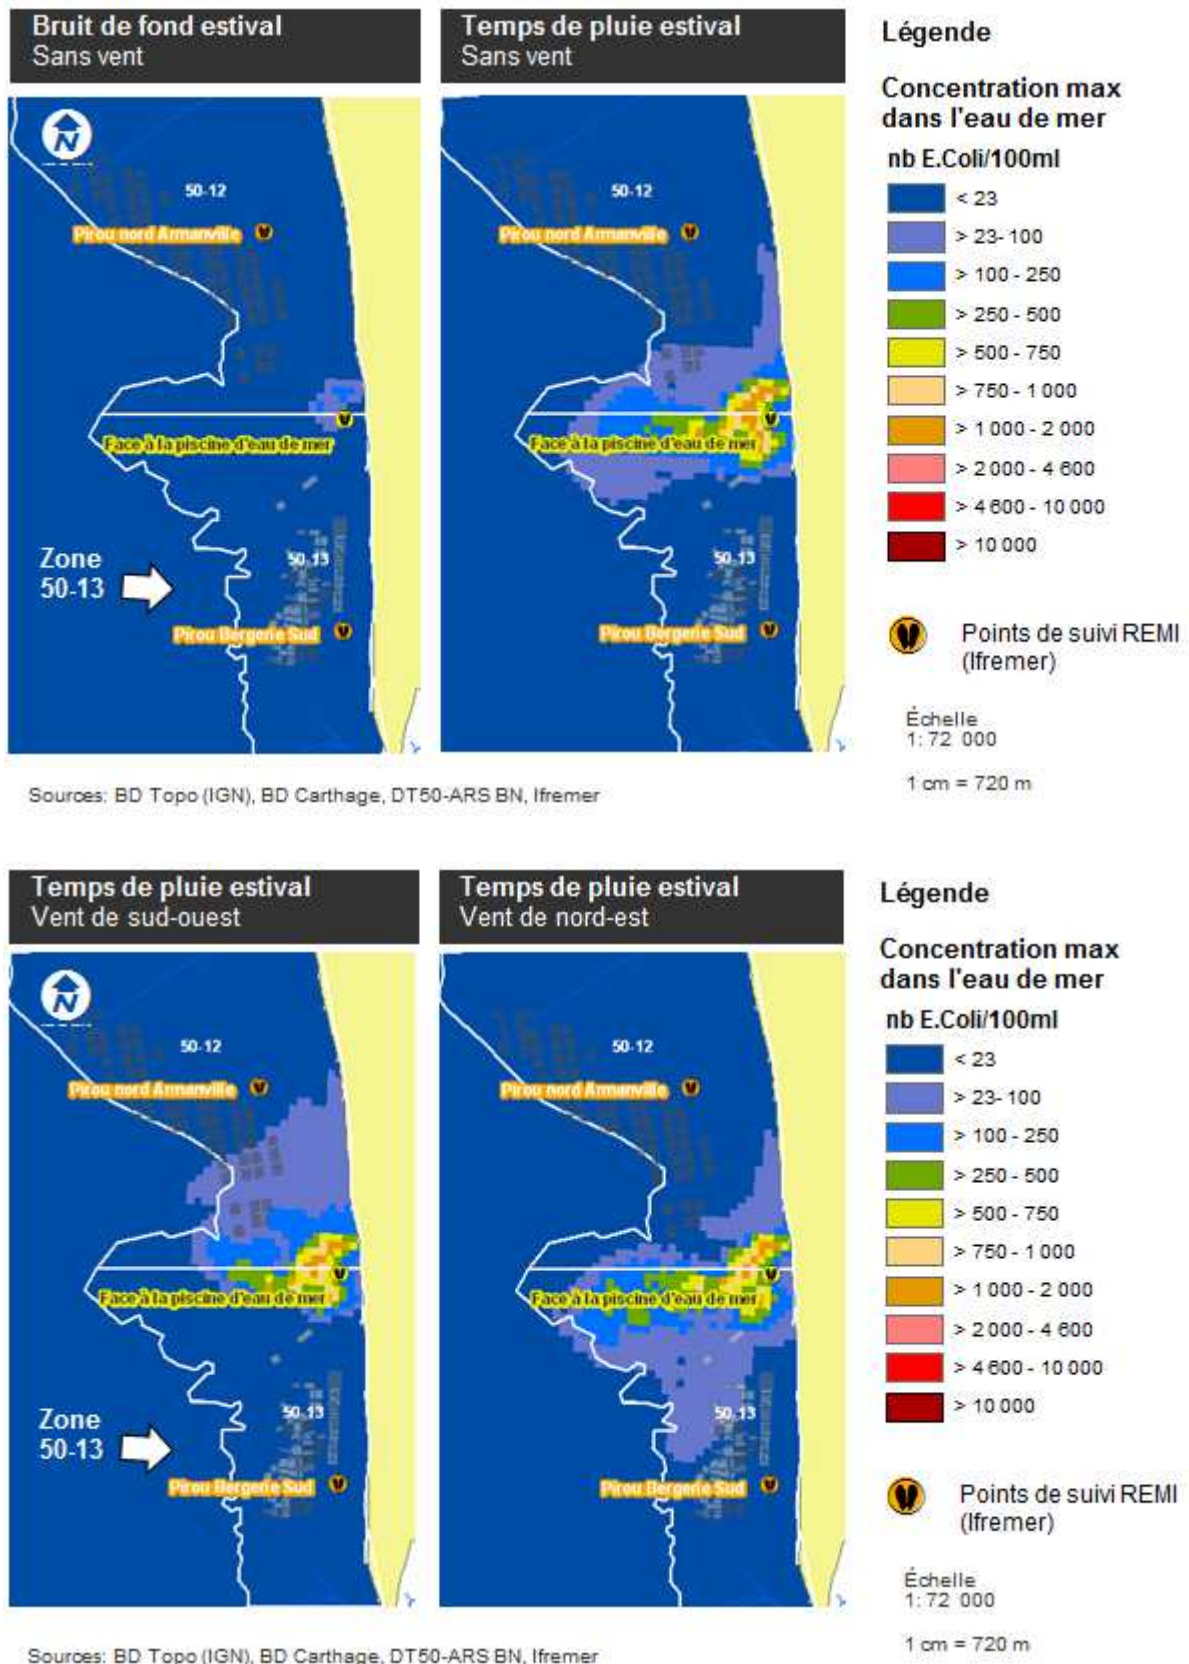 Bruit de fond estival
Sans vent
Temps de pluie estival
Sans vent
Légende
Concentration max
dans l'eau de mer
nb E.Coli/100ml
< 23
> 23- 100
> 100 - 250
> 250 - 500
> 500 - 750
> 750 - 1 000
> 1 000 - 2 000
> 2 000 - 4 600
> 4 600 - 10 000
> 10 000
Points de suivi REMI
(Ifremer)
Échelle
1: 72 000
1 cm = 720 m
N
50-12
Pirou nord Armanville
Face à la piscine d'eau de mer
Zone
50-13
50-13
Pirou Bergerie Sud
50-12
Pirou nord Armanville
Face à la piscine d'eau de mer
50-13
Pirou Bergerie Sud
Sources: BD Topo (IGN), BD Carthage, DT50-ARS BN, Ifremer
Temps de pluie estival
Vent de sud-ouest
Temps de pluie estival
Vent de nord-est
Légende
Concentration max
dans l'eau de mer
nb E.Coli/100ml
< 23
> 23- 100
> 100 - 250
> 250 - 500
> 500 - 750
> 750 - 1 000
> 1 000 - 2 000
> 2 000 - 4 600
> 4 600 - 10 000
> 10 000
Points de suivi REMI
(Ifremer)
Échelle
1: 72 000
1 cm = 720 m
N
50-12
Pirou nord Armanville
Face à la piscine d'eau de mer
Zone
50-13
50-13
Pirou Bergerie Sud
50-12
Pirou nord Armanville
Face à la piscine d'eau de mer
50-13
Pirou Bergerie Sud
Sources: BD Topo (IGN), BD Carthage, DT50-ARS BN, Ifremer